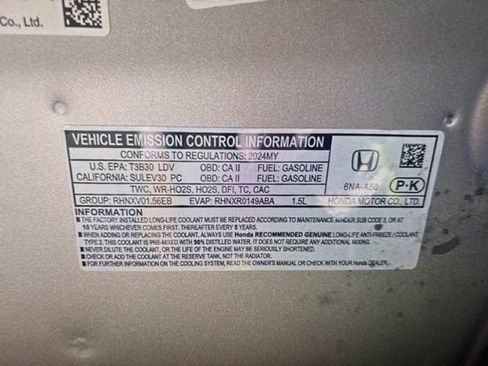 Co., Ltd.
VEHICLE EMISSION CONTROL INFORMATION
CONFORMS TO REGULATIONS: 2024MY
U.S. EPA: T3B30 LDV OBD: CA II FUEL: GASOLINE
CALIFORNIA: SULEV30 PC OBD: CA II FUEL: GASOLINE
TWC, WR-HO2S, HO2S, DFI, TC, CAC
GROUP: RHNXV01.56EB EVAP: RHNXR0149ABA 1.5L
6NA-A60
P-K
HONDA MOTOR CO., LTD.
INFORMATION
■ THE FACTORY INSTALLED LONG-LIFE COOLANT MUST BE REPLACED ACCORDING TO MAINTENANCE MINDER SUB CODE 5, OR AT
10 YEARS WHICHEVER COMES FIRST, THEREAFTER EVERY 5 YEARS.
■ WHEN ADDING OR REPLACING THE COOLANT, ALWAYS USE Honda RECOMMENDED GENUINE LONG-LIFE ANTI-FREEZE / COOLANT
TYPE 2. THIS COOLANT IS PRE-MIXED WITH 50% DISTILLED WATER. IT DOES NOT REQUIRE ANY ADDITIONAL MIXING.
■ NEVER DILUTE THE COOLANT, OR THE LIFE OF THE ENGINE MAY BE SERIOUSLY SHORTENED.
■ CHECK OR ADD COOLANT AT THE RESERVE TANK, NOT THE RADIATOR.
■ FOR INFORMATION ON THE COOLING SYSTEM, READ OWNER'S MANUAL OR CHECK WITH YOUR Honda DEALER.